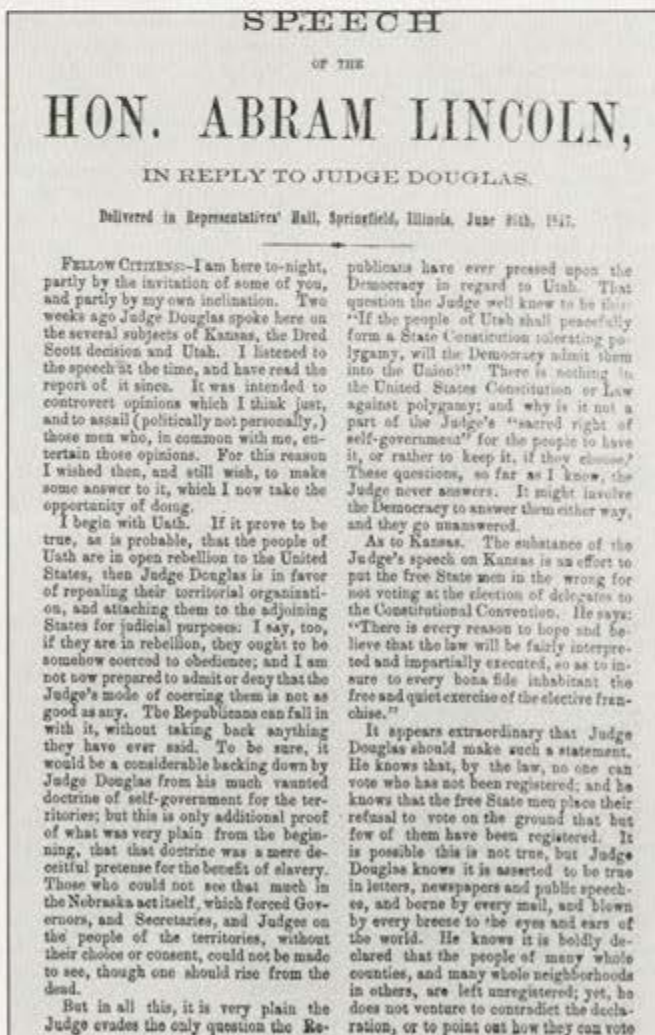 SPEECH
OF THE
HON. ABRAM LINCOLN,
IN REPLY TO JUDGE DOUGLAS.
Delivered in Representatives' Hall, Springfield, Illinois, June 26th, 1857.
FELLOW CITIZENS:—I am here to-night,
partly by the invitation of some of you,
and partly by my own inclination. Two
weeks ago Judge Douglas spoke here on
the several subjects of Kansas, the Dred
Scott decision and Utah. I listened to
the speech at the time, and have read the
report of it since. It was intended to
controvert opinions which I think just,
and to assail (politically not personally,)
those men who, in common with me, en-
tertain those opinions. For this reason
I wished then, and still wish, to make
some answer to it, which I now take the
opportunity of doing.
I begin with Uath. If it prove to be
true, as is probable, that the people of
Uath are in open rebellion to the United
States, then Judge Douglas is in favor
of repealing their territorial organizati-
on, and attaching them to the adjoining
States for judicial purposes: I say, too,
if they are in rebellion, they ought to be
somehow coerced to obedience; and I am
not now prepared to admit or deny that the
Judge's mode of coercing them is not as
good as any. The Republicans can fall in
with it, without taking back anything
they have ever said. To be sure, it
would be a considerable backing down by
Judge Douglas from his much vaunted
doctrine of self-government for the ter-
ritories; but this is only additional proof
of what was very plain from the begin-
ning, that that doctrine was a mere de-
ceitful pretense for the benefit of slavery.
Those who could not see that much in
the Nebraska act itself, which forced Gov-
ernors, and Secretaries, and Judges on
the people of the territories, without
their choice or consent, could not be made
to see, though one should rise from the
dead.
But in all this, it is very plain the
Judge evades the only question the Re-
publicans have ever pressed upon the
Democracy in regard to Utah. That
question the Judge well knew to be this:
"If the people of Utah shall peacefully
form a State Constitution tolerating po-
lygamy, will the Democracy admit them
into the Union?" There is nothing in
the United States Constitution or Law
against polygamy; and why is it not a
part of the Judge's "sacred right of
self-government" for the people to have
it, or rather to keep it, if they choose?
These questions, so far as I know, the
Judge never answers. It might involve
the Democracy to answer them either way,
and they go unanswered.
As to Kansas. The substance of the
Judge's speech on Kansas is an effort to
put the free State men in the wrong for
not voting at the election of delegates to
the Constitutional Convention. He says:
"There is every reason to hope and be-
lieve that the law will be fairly interpre-
ted and impartially executed, so as to in-
sure to every bona fide inhabitant the
free and quiet exercise of the elective fran-
chise."
It appears extraordinary that Judge
Douglas should make such a statement.
He knows that, by the law, no one can
vote who has not been registered; and he
knows that the free State men place their
refusal to vote on the ground that but
few of them have been registered. It
is possible this is not true, but Judge
Douglas knows it is asserted to be true
in letters, newspapers and public speech-
es, and borne by every mail, and blown
by every breeze to the eyes and ears of
the world. He knows it is boldly de-
clared that the people of many whole
counties, and many whole neighborhoods
in others, are left unregistered; yet, he
does not venture to contradict the decla-
ration, or to point out how they can vote